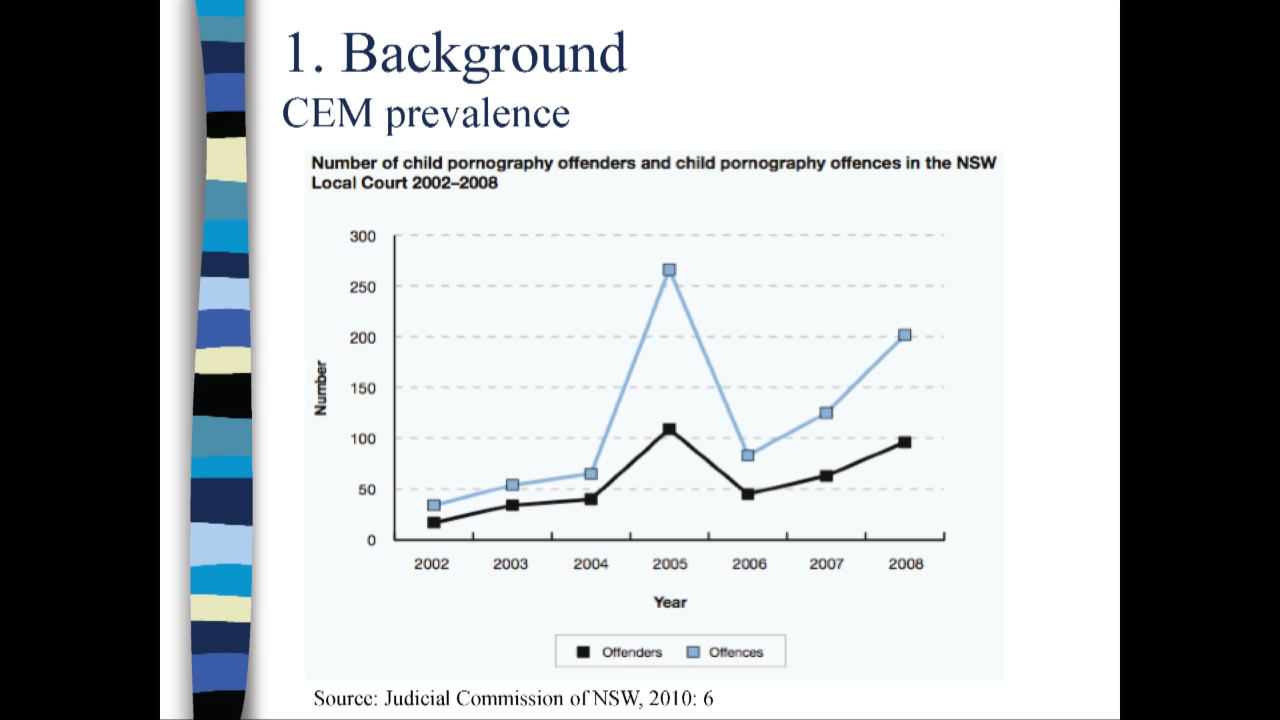 1. Background
CEM prevalence
Number of child pornography offenders and child pornography offences in the NSW
Local Court 2002–2008
300
250
200
150
100
50
0
Number
2002 2003 2004 2005 2006 2007 2008
Year
Offenders Offences
Source: Judicial Commission of NSW, 2010: 6